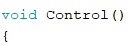 void Control()
{